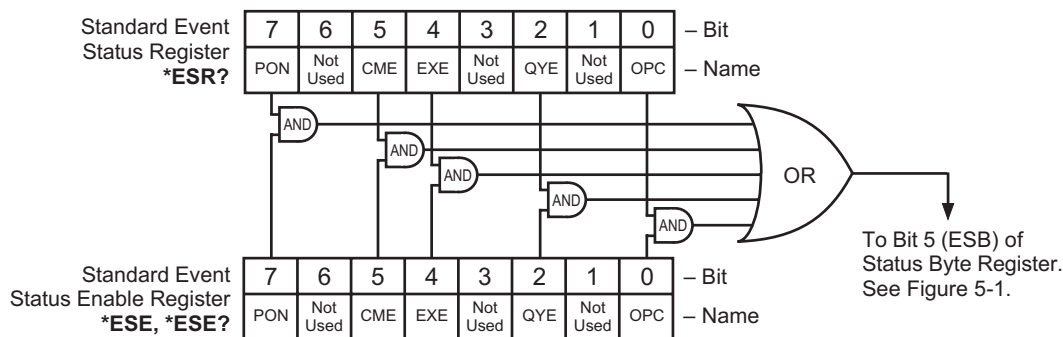 Standard Event
Status Register
*ESR?
7 6 5 4 3 2 1 0 – Bit
PON Not Used CME EXE Not Used QYE Not Used OPC – Name
AND
AND
AND
AND
AND
OR
To Bit 5 (ESB) of
Status Byte Register.
See Figure 5-1.
Standard Event
Status Enable Register
*ESE, *ESE?
7 6 5 4 3 2 1 0 – Bit
PON Not Used CME EXE Not Used QYE Not Used OPC – Name